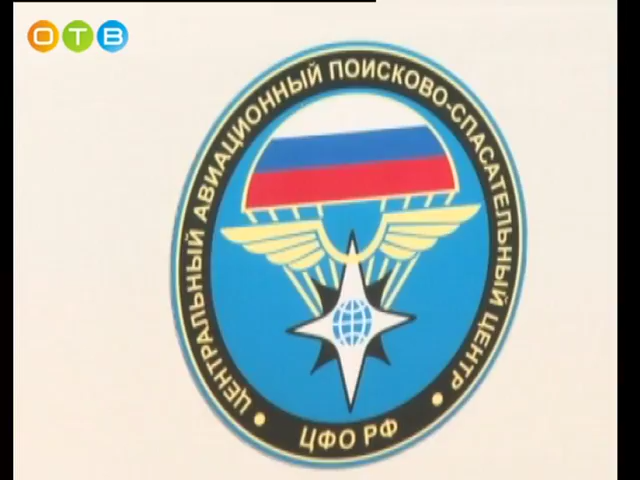 ОТВ
ЦЕНТРАЛЬНЫЙ АВИАЦИОННЫЙ ПОИСКОВО-СПАСАТЕЛЬНЫЙ ЦЕНТР
ЦФО РФ